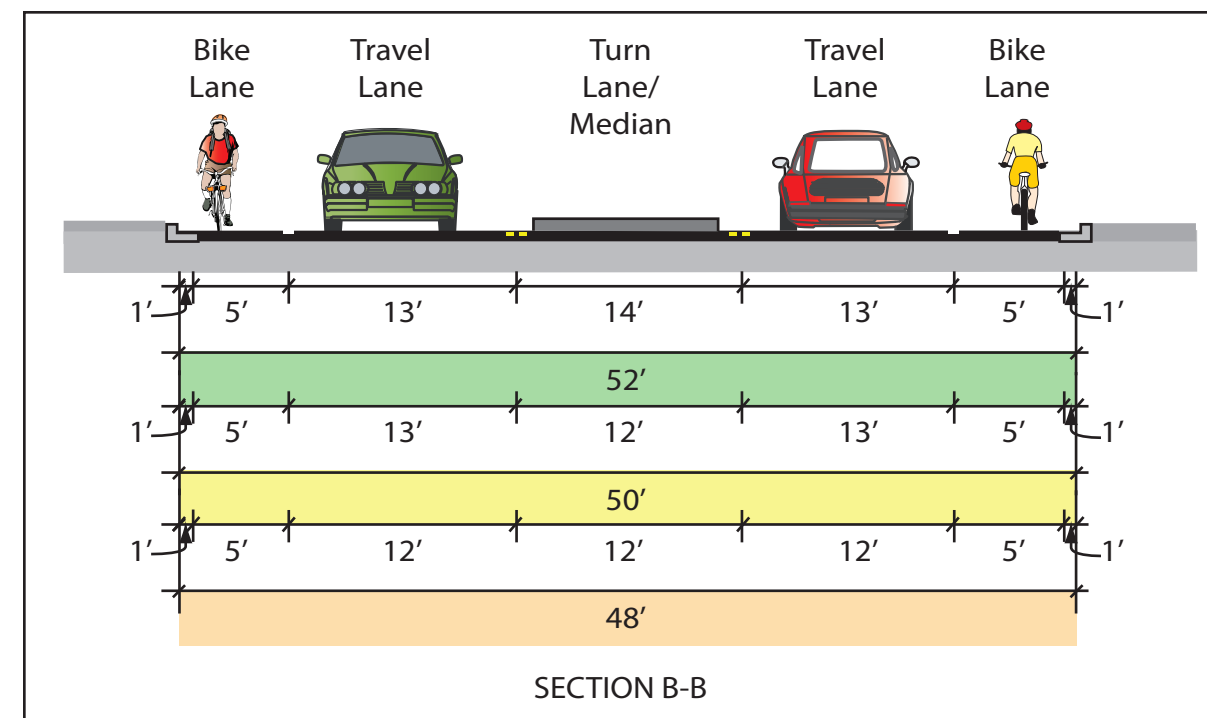 Bike
Lane
Travel
Lane
Turn
Lane/
Median
Travel
Lane
Bike
Lane
1’ 5’ 13’ 14’ 13’ 5’ 1’
52’
1’ 5’ 13’ 12’ 13’ 5’ 1’
50’
1’ 5’ 12’ 12’ 12’ 5’ 1’
48’
SECTION B-B